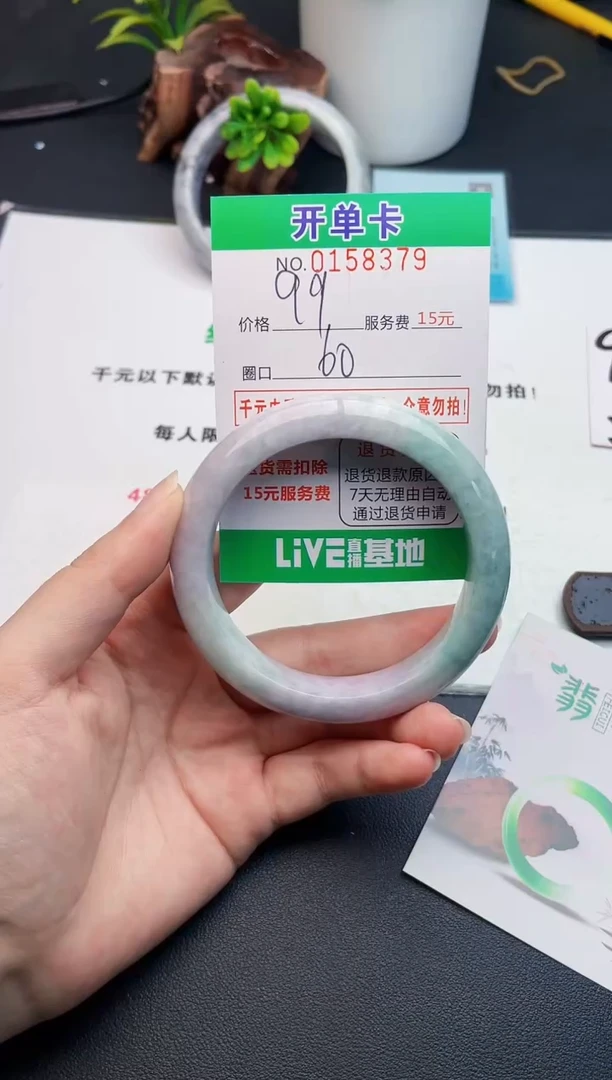 开单卡
NO.0158379
价格 99 服务费 15元
圈口 60
千元 意勿拍!
千元以下默 勿拍!
每人限
退货需扣除
15元服务费
退货
退货退款原
7天无理由自动
通过退货申请
LiVE直播基地
翡